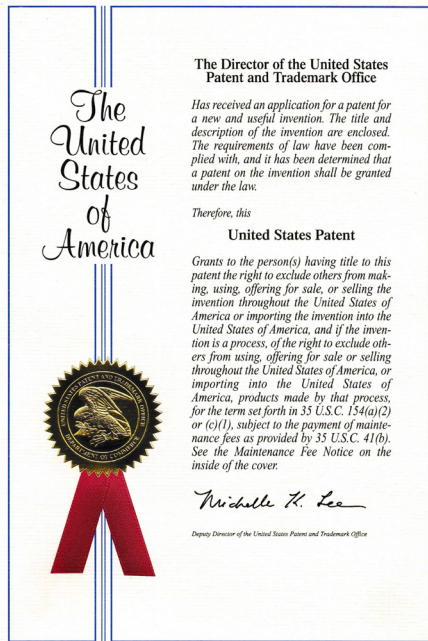 The
United
States
of
America
The Director of the United States
Patent and Trademark Office
Has received an application for a patent for
a new and useful invention. The title and
description of the invention are enclosed.
The requirements of law have been com-
plied with, and it has been determined that
a patent on the invention shall be granted
under the law.
Therefore, this
United States Patent
Grants to the person(s) having title to this
patent the right to exclude others from mak-
ing, using, offering for sale, or selling the
invention throughout the United States of
America or importing the invention into the
United States of America, and if the inven-
tion is a process, of the right to exclude oth-
ers from using, offering for sale or selling
throughout the United States of America, or
importing into the United States of
America, products made by that process,
for the term set forth in 35 U.S.C. 154(a)(2)
or (c)(1), subject to the payment of mainte-
nance fees as provided by 35 U.S.C. 41(b).
See the Maintenance Fee Notice on the
inside of the cover.
Michelle K. Lee
Deputy Director of the United States Patent and Trademark Office
UNITED STATES PATENT AND TRADEMARK OFFICE
DEPARTMENT OF COMMERCE